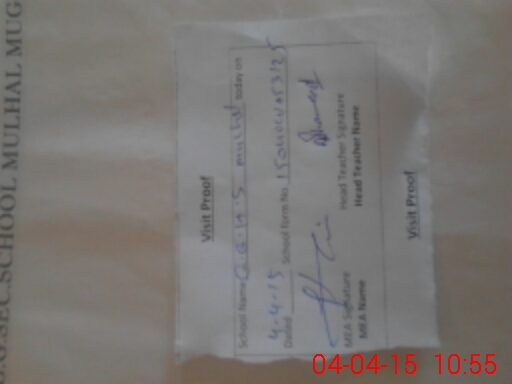 G.SEC.SCHOOL MULHAL MUG
Visit Proof
School Name G G.H.S mulhal today on
Dated 4-4-15 School Form No.
MEA Signature Head Teacher Signature
MEA Name Head Teacher Name
Visit Proof
04-04-15 10:55